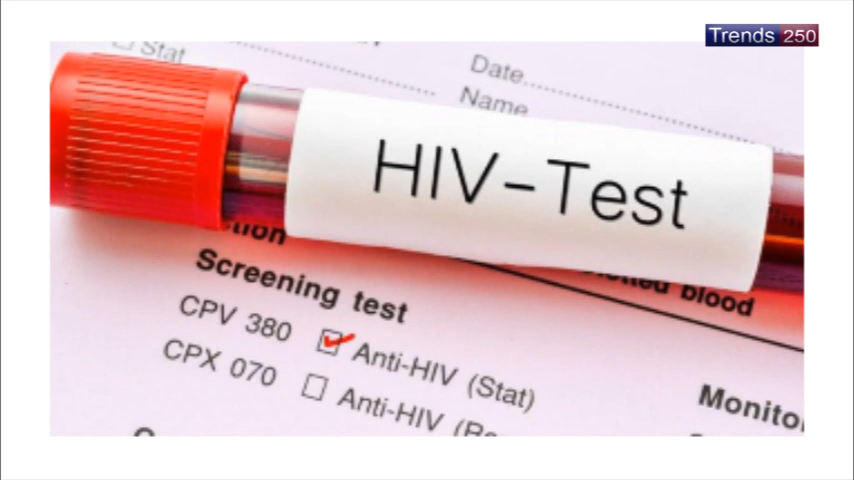 Trends 250
Stat
Date
Name
HIV-Test
Screening test
blood
CPV 380 Anti-HIV (Stat)
CPX 070 Anti-HIV